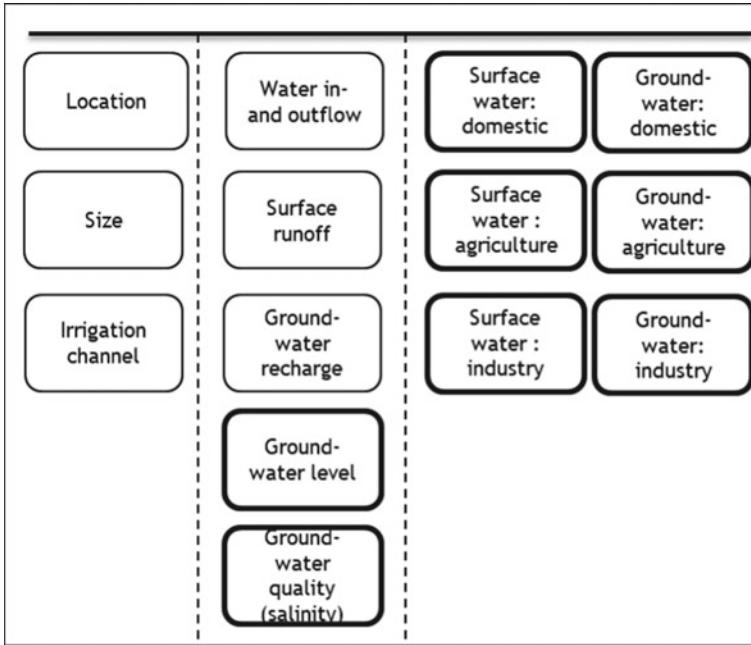 Location
Size
Irrigation
channel
Water in-
and outflow
Surface
runoff
Ground-
water
recharge
Ground-
water level
Ground-
water
quality
(salinity)
Surface
water:
domestic
Ground-
water:
domestic
Surface
water :
agriculture
Ground-
water:
agriculture
Surface
water :
industry
Ground-
water:
industry